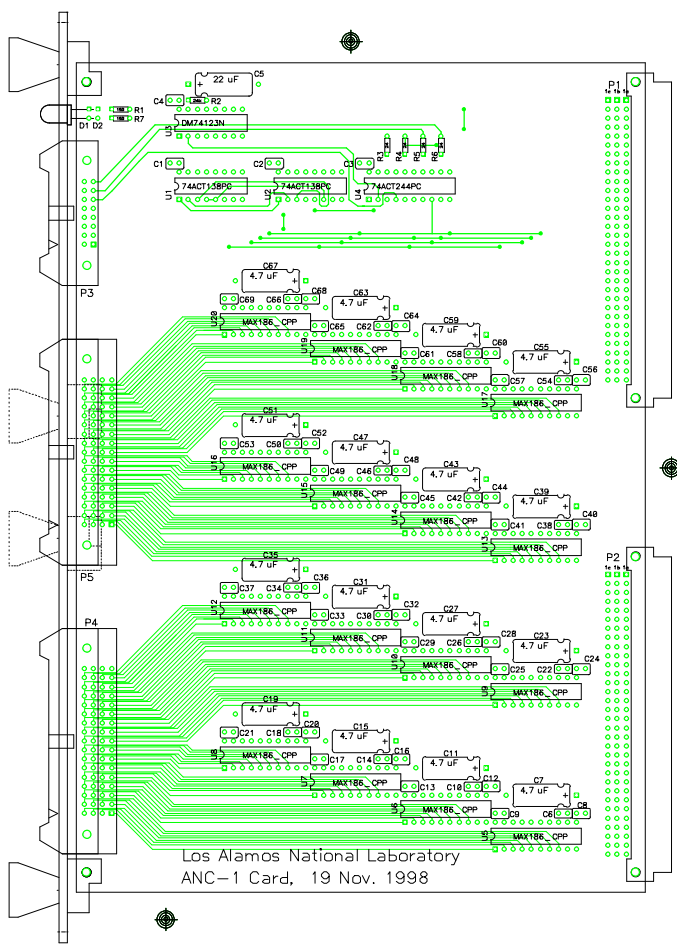 C5
22 uF
C4
R2
P1
1c 1b 1a
R1
D1 D2
R7
DM74123N
U3
R3
R4
R5
R6
C1
C2
C3
74ACT138PC
74ACT138PC
74ACT244PC
U1
U2
U4
P3
C67
4.7 uF
C69
C66
C68
C63
4.7 uF
U20
MAX186_CPP
C65
C62
C64
C59
4.7 uF
U19
MAX186_CPP
C61
C58
C60
C55
4.7 uF
U18
MAX186_CPP
C57
C54
C56
U17
MAX186_CPP
C51
4.7 uF
C53
C50
C52
C47
4.7 uF
U16
MAX186_CPP
C49
C46
C48
C43
4.7 uF
U15
MAX186_CPP
C45
C42
C44
C39
4.7 uF
U14
MAX186_CPP
C41
C38
C40
U13
MAX186_CPP
P5
P2
1c 1b 1a
C35
4.7 uF
C37
C34
C36
C31
4.7 uF
U12
MAX186_CPP
C33
C30
C32
P4
C27
4.7 uF
U11
MAX186_CPP
C29
C26
C28
C23
4.7 uF
U10
MAX186_CPP
C25
C22
C24
U9
MAX186_CPP
C19
4.7 uF
C21
C18
C20
C15
4.7 uF
U8
MAX186_CPP
C17
C14
C16
C11
4.7 uF
U7
MAX186_CPP
C13
C10
C12
C7
4.7 uF
U6
MAX186_CPP
C9
C6
C8
U5
MAX186_CPP
Los Alamos National Laboratory
ANC-1 Card, 19 Nov. 1998